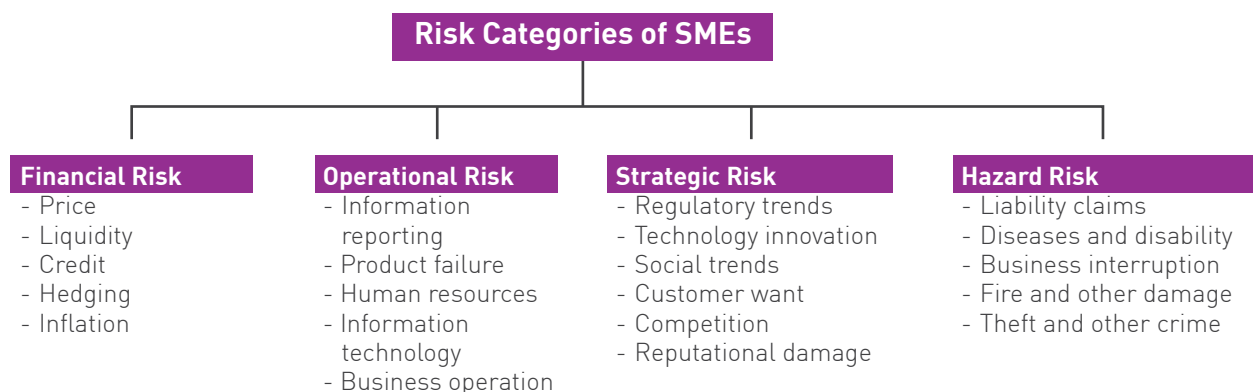 Risk Categories of SMEs
Financial Risk
- Price
- Liquidity
- Credit
- Hedging
- Inflation
Operational Risk
- Information
reporting
- Product failure
- Human resources
- Information
technology
- Business operation
Strategic Risk
- Regulatory trends
- Technology innovation
- Social trends
- Customer want
- Competition
- Reputational damage
Hazard Risk
- Liability claims
- Diseases and disability
- Business interruption
- Fire and other damage
- Theft and other crime